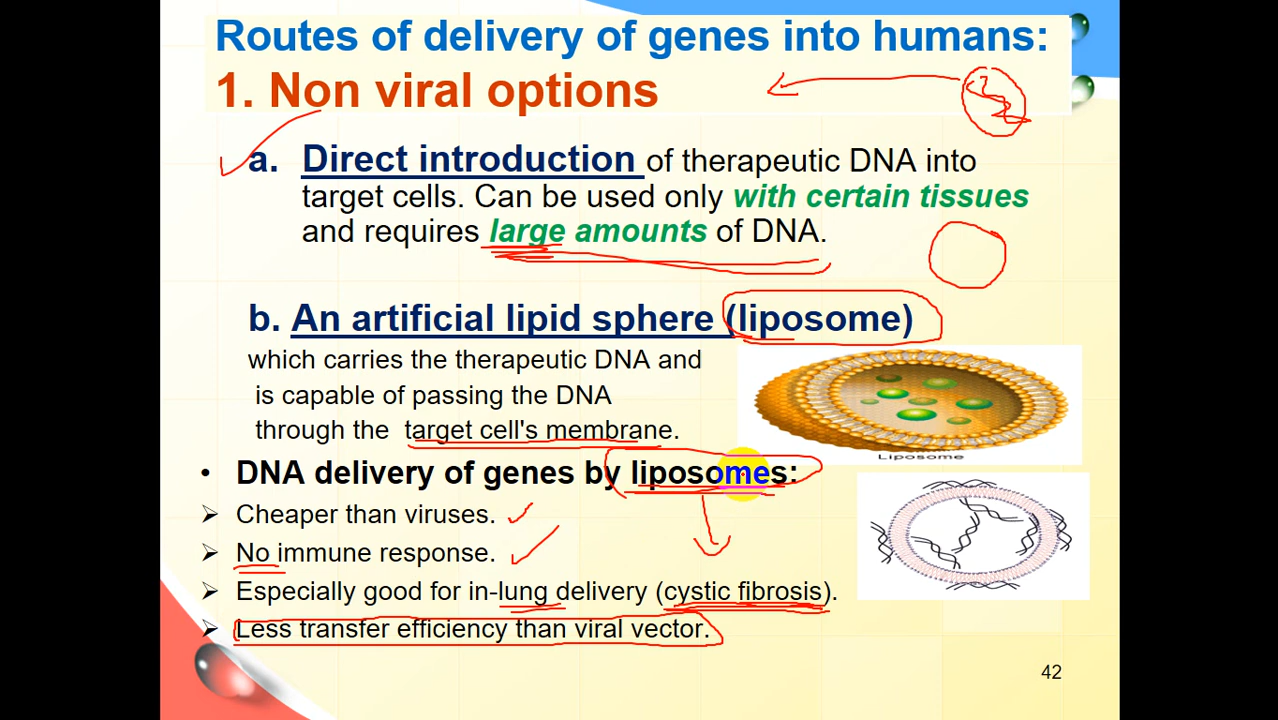 Routes of delivery of genes into humans:
1. Non viral options
a. Direct introduction of therapeutic DNA into
target cells. Can be used only with certain tissues
and requires large amounts of DNA.
b. An artificial lipid sphere (liposome)
which carries the therapeutic DNA and
is capable of passing the DNA
through the target cell's membrane.
Liposome
• DNA delivery of genes by liposomes:
➢ Cheaper than viruses.
➢ No immune response.
➢ Especially good for in-lung delivery (cystic fibrosis).
➢ Less transfer efficiency than viral vector.
42